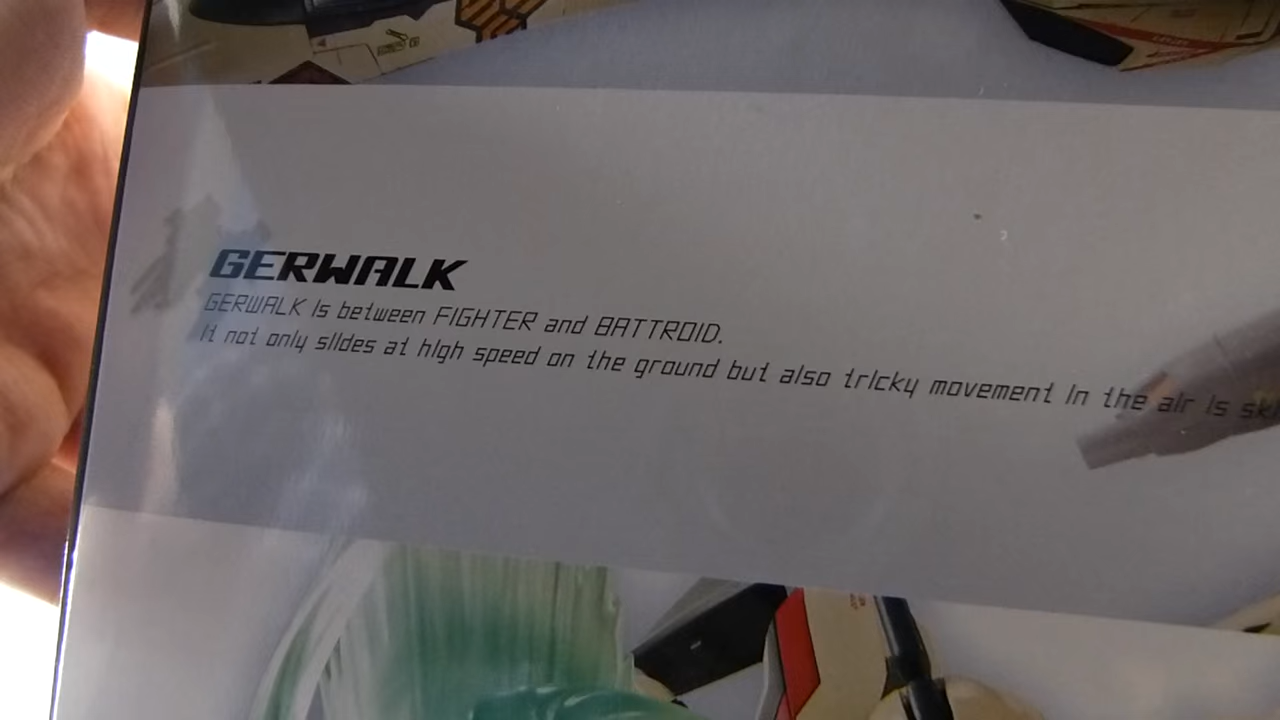 GERWALK
GERWALK is between FIGHTER and BATTROID.
It not only slides at high speed on the ground but also tricky movement in the air is